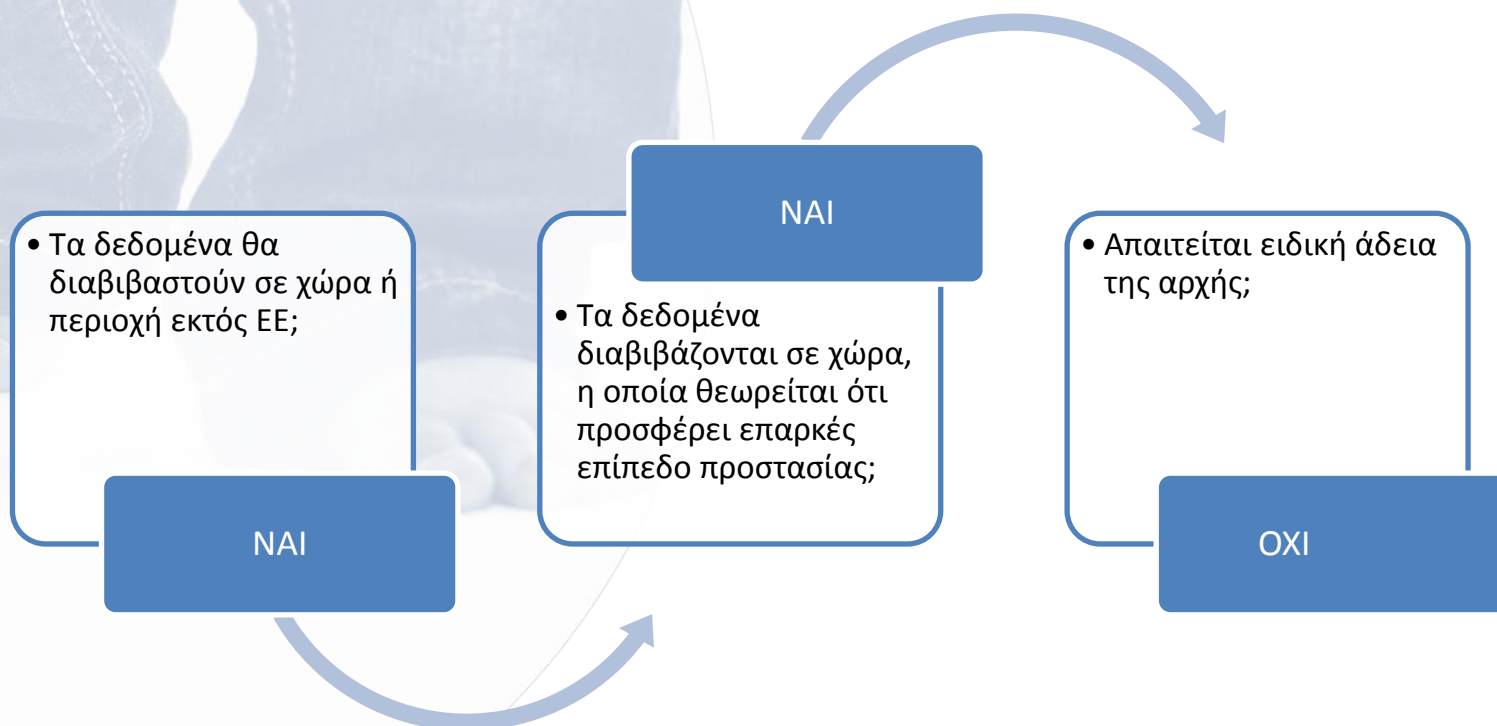 • Τα δεδομένα θα
διαβιβαστούν σε χώρα ή
περιοχή εκτός ΕΕ;
ΝΑΙ
ΝΑΙ
• Τα δεδομένα
διαβιβάζονται σε χώρα,
η οποία θεωρείται ότι
προσφέρει επαρκές
επίπεδο προστασίας;
• Απαιτείται ειδική άδεια
της αρχής;
ΟΧΙ